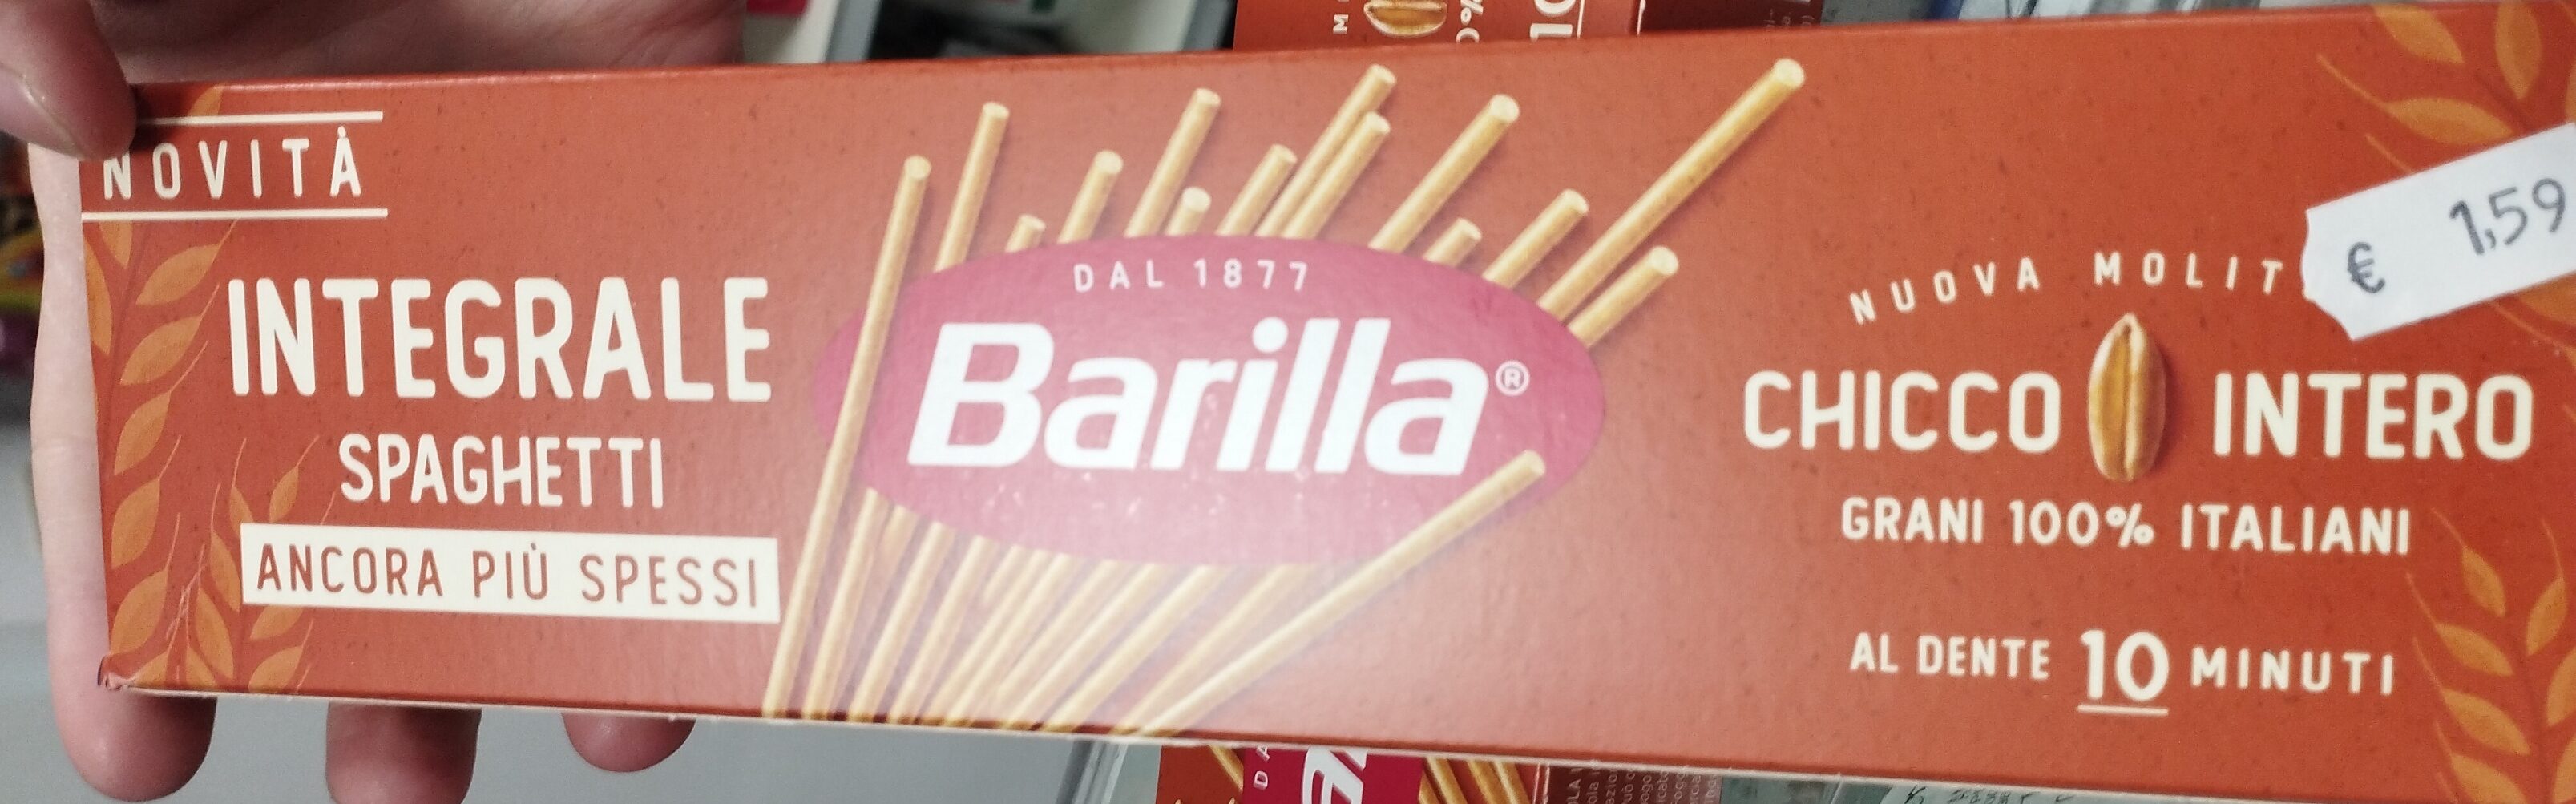 NOVITÀ
INTEGRALE
SPAGHETTI
ANCORA PIÙ SPESSI
DAL 1877
Barilla®
NUOVA
CHICCO INTERO
GRANI 100% ITALIANI
AL DENTE 10 MINUTI
€ 1,59